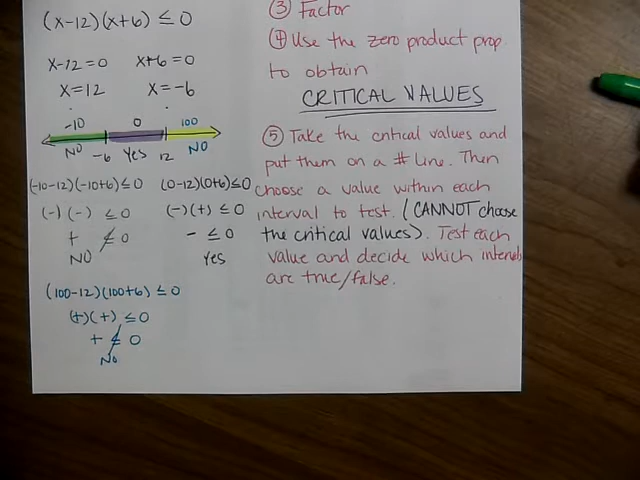 (x-12)(x+6) ≤ 0
x-12=0 x+6=0
x=12 x=-6
-10 0 100
NO -6 Yes 12 NO
(-10-12)(-10+6)≤0 (0-12)(0+6)≤0
(-)(-) ≤0 (-)(+) ≤0
+ ≰ 0 - ≤0
NO Yes
(100-12)(100+6) ≤0
(+)(+) ≤0
+ ≰ 0
No
③ Factor
④ Use the zero product prop.
to obtain
CRITICAL VALUES
⑤ Take the critical values and
put them on a # line. Then
choose a value within each
interval to test. (CANNOT choose
the critical values). Test each
value and decide which intervals
are true/false.